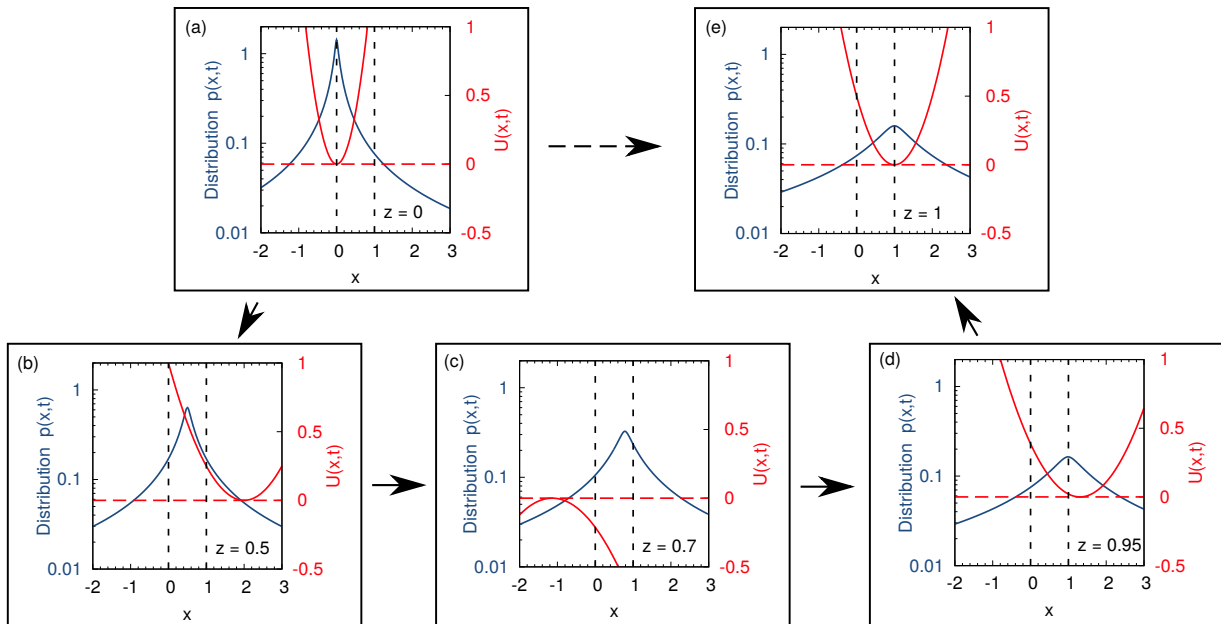 (a)
Distribution p(x,t)
1
0.1
0.01
-2 -1 0 1 2 3
x
1
0.5
0
-0.5
U(x,t)
z = 0
(e)
Distribution p(x,t)
1
0.1
0.01
-2 -1 0 1 2 3
x
1
0.5
0
-0.5
U(x,t)
z = 1
(b)
Distribution p(x,t)
1
0.1
0.01
-2 -1 0 1 2 3
x
1
0.5
0
-0.5
U(x,t)
z = 0.5
(c)
Distribution p(x,t)
1
0.1
0.01
-2 -1 0 1 2 3
x
1
0.5
0
-0.5
U(x,t)
z = 0.7
(d)
Distribution p(x,t)
1
0.1
0.01
-2 -1 0 1 2 3
x
1
0.5
0
-0.5
U(x,t)
z = 0.95